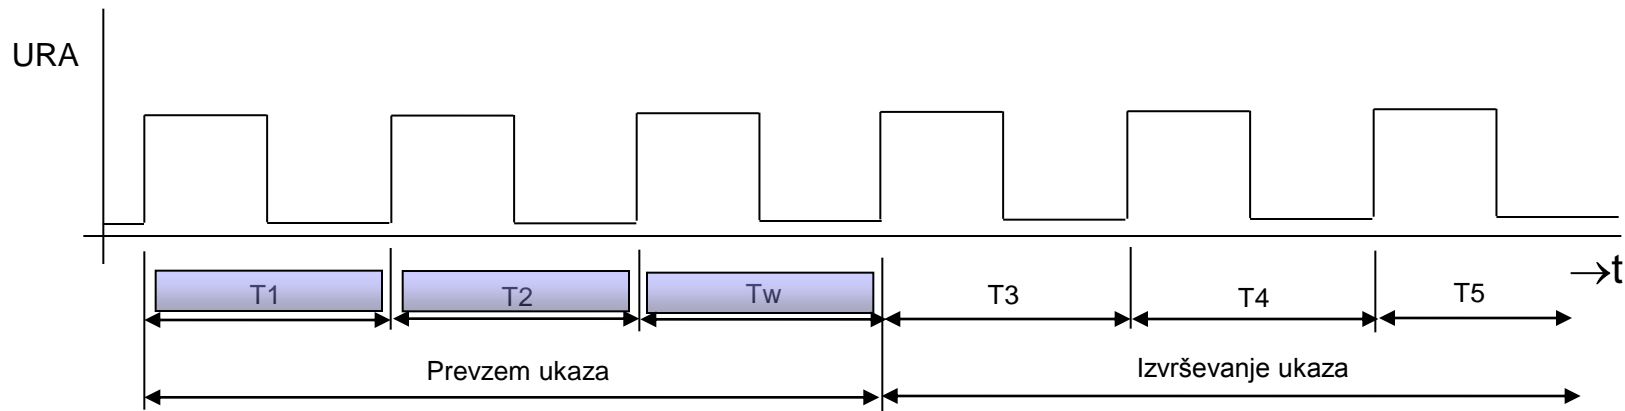 URA
→t
T1 T2 Tw T3 T4 T5
Prevzem ukaza Izvrševanje ukaza